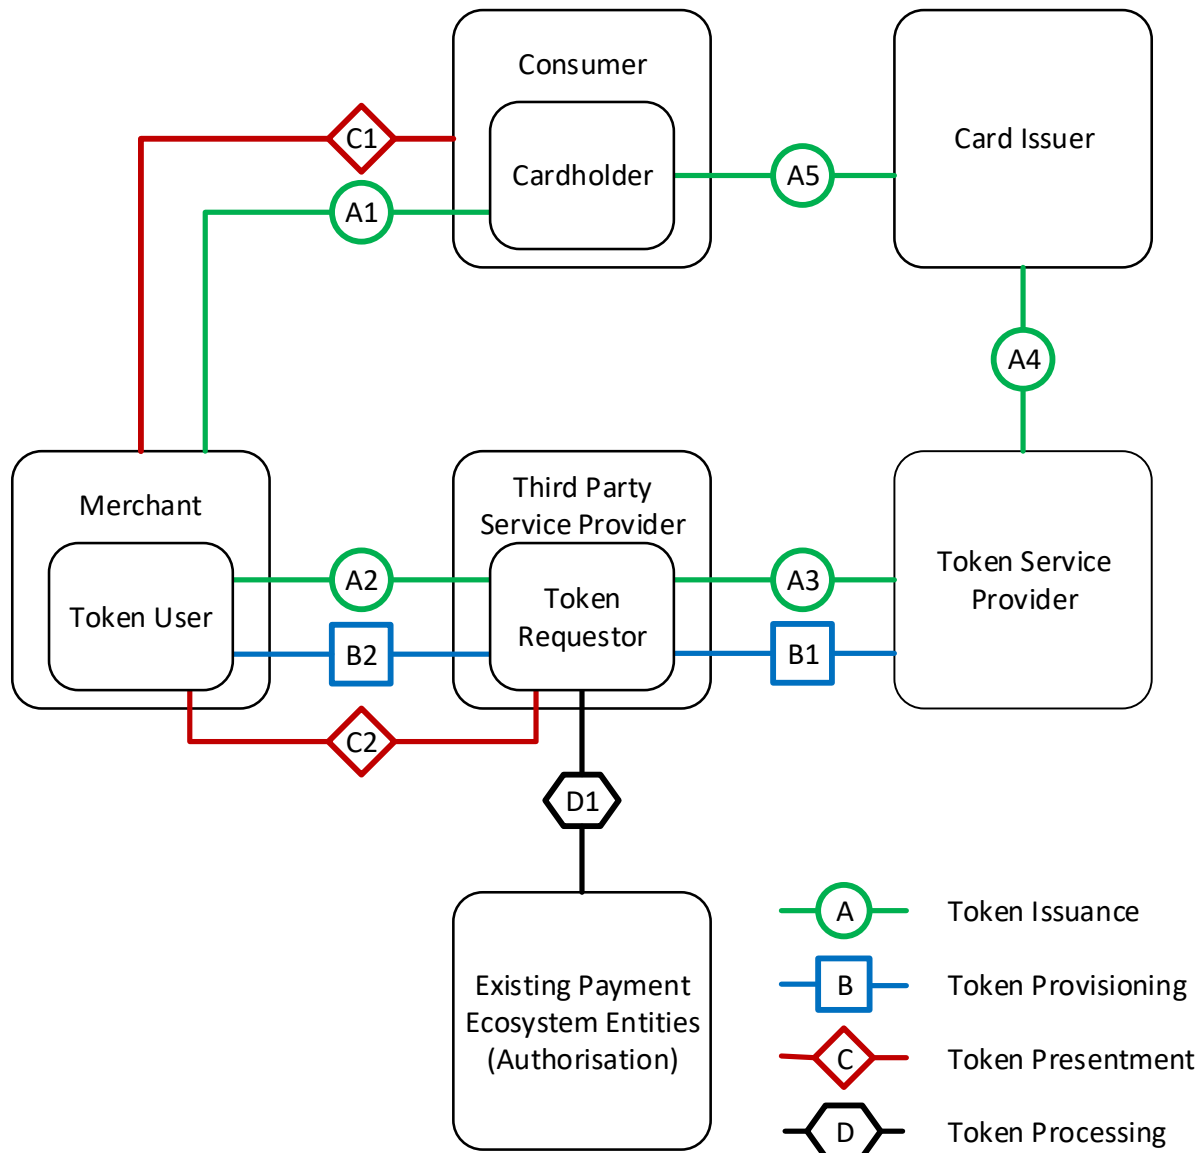 Consumer
Cardholder
Card Issuer
C1
A1
A5
A4
Merchant
Token User
Third Party
Service Provider
Token
Requestor
Token Service
Provider
A2
A3
B2
B1
C2
D1
Existing Payment
Ecosystem Entities
(Authorisation)
A Token Issuance
B Token Provisioning
C Token Presentment
D Token Processing